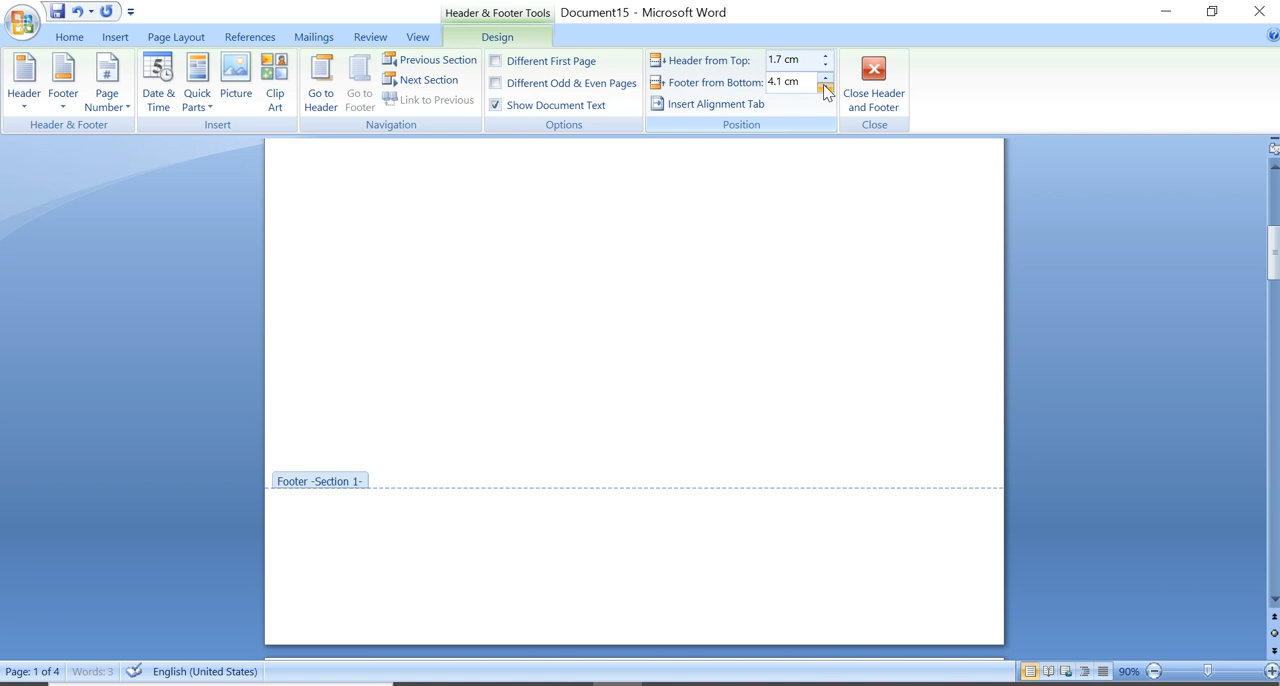 Header & Footer Tools Document15 - Microsoft Word
Home Insert Page Layout References Mailings Review View Design
Header
Footer
Page
Number
Header & Footer
Date &
Time
Quick
Parts
Picture
Clip
Art
Insert
Go to
Header
Go to
Footer
Previous Section
Next Section
Link to Previous
Navigation
Different First Page
Different Odd & Even Pages
Show Document Text
Options
Header from Top: 1.7 cm
Footer from Bottom: 4.1 cm
Insert Alignment Tab
Position
Close Header
and Footer
Close
Footer -Section 1-
Page: 1 of 4 Words: 3 English (United States) 90%